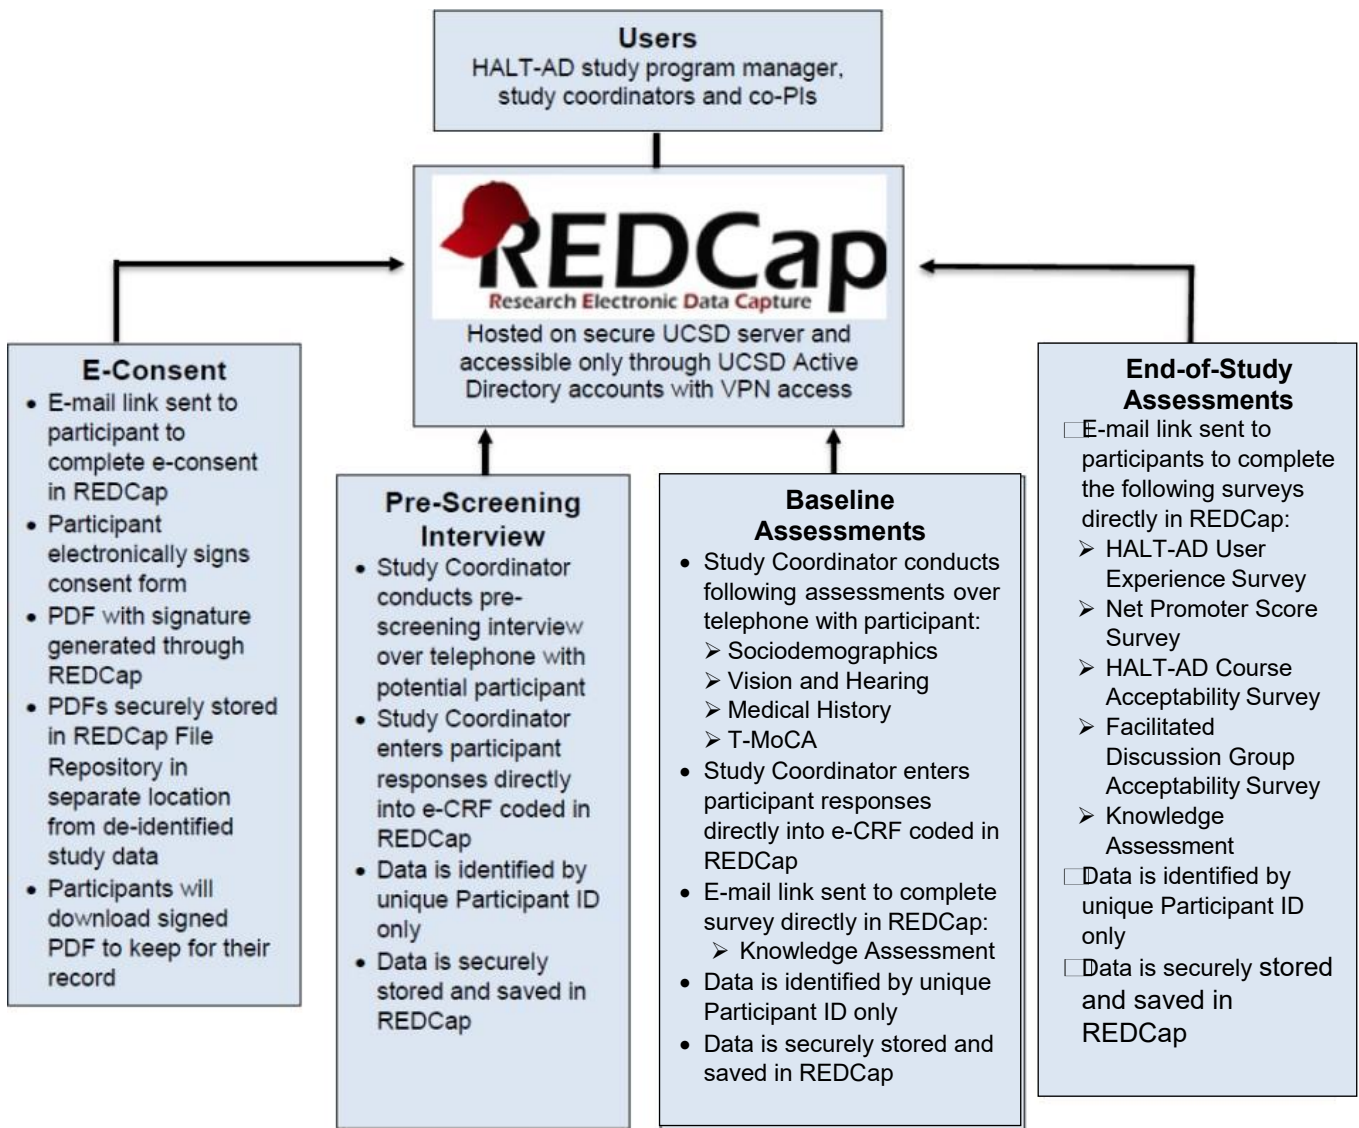 Users
HALT-AD study program manager,
study coordinators and co-PIs
REDCap
Research Electronic Data Capture
Hosted on secure UCSD server and
accessible only through UCSD Active
Directory accounts with VPN access
E-Consent
• E-mail link sent to
participant to
complete e-consent
in REDCap
• Participant
electronically signs
consent form
• PDF with signature
generated through
REDCap
• PDFs securely stored
in REDCap File
Repository in
separate location
from de-identified
study data
• Participants will
download signed
PDF to keep for their
record
Pre-Screening
Interview
• Study Coordinator
conducts pre-
screening interview
over telephone with
potential participant
• Study Coordinator
enters participant
responses directly
into e-CRF coded in
REDCap
• Data is identified by
unique Participant ID
only
• Data is securely
stored and saved in
REDCap
Baseline
Assessments
• Study Coordinator conducts
following assessments over
telephone with participant:
➢ Sociodemographics
➢ Vision and Hearing
➢ Medical History
➢ T-MoCA
• Study Coordinator enters
participant responses
directly into e-CRF coded in
REDCap
• E-mail link sent to complete
survey directly in REDCap:
➢ Knowledge Assessment
• Data is identified by unique
Participant ID only
• Data is securely stored and
saved in REDCap
End-of-Study
Assessments
□E-mail link sent to
participants to complete
the following surveys
directly in REDCap:
➢ HALT-AD User
Experience Survey
➢ Net Promoter Score
Survey
➢ HALT-AD Course
Acceptability Survey
➢ Facilitated
Discussion Group
Acceptability Survey
➢ Knowledge
Assessment
□Data is identified by
unique Participant ID
only
□Data is securely stored
and saved in
REDCap